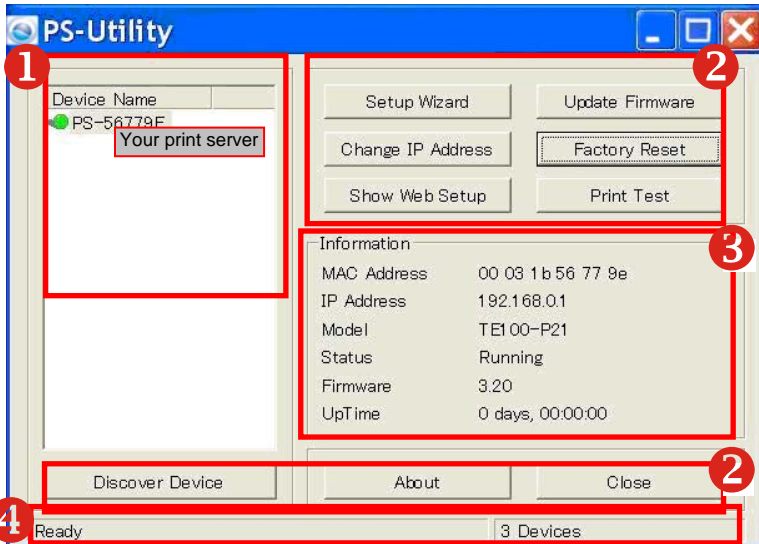 PS-Utility
1
Device Name
PS-56779E
Your print server
2
Setup Wizard
Update Firmware
Change IP Address
Factory Reset
Show Web Setup
Print Test
3
Information
MAC Address 00 03 1b 56 77 9e
IP Address 192.168.0.1
Model TE100-P21
Status Running
Firmware 3.20
UpTime 0 days, 00:00:00
2
Discover Device
About
Close
4
Ready
3 Devices